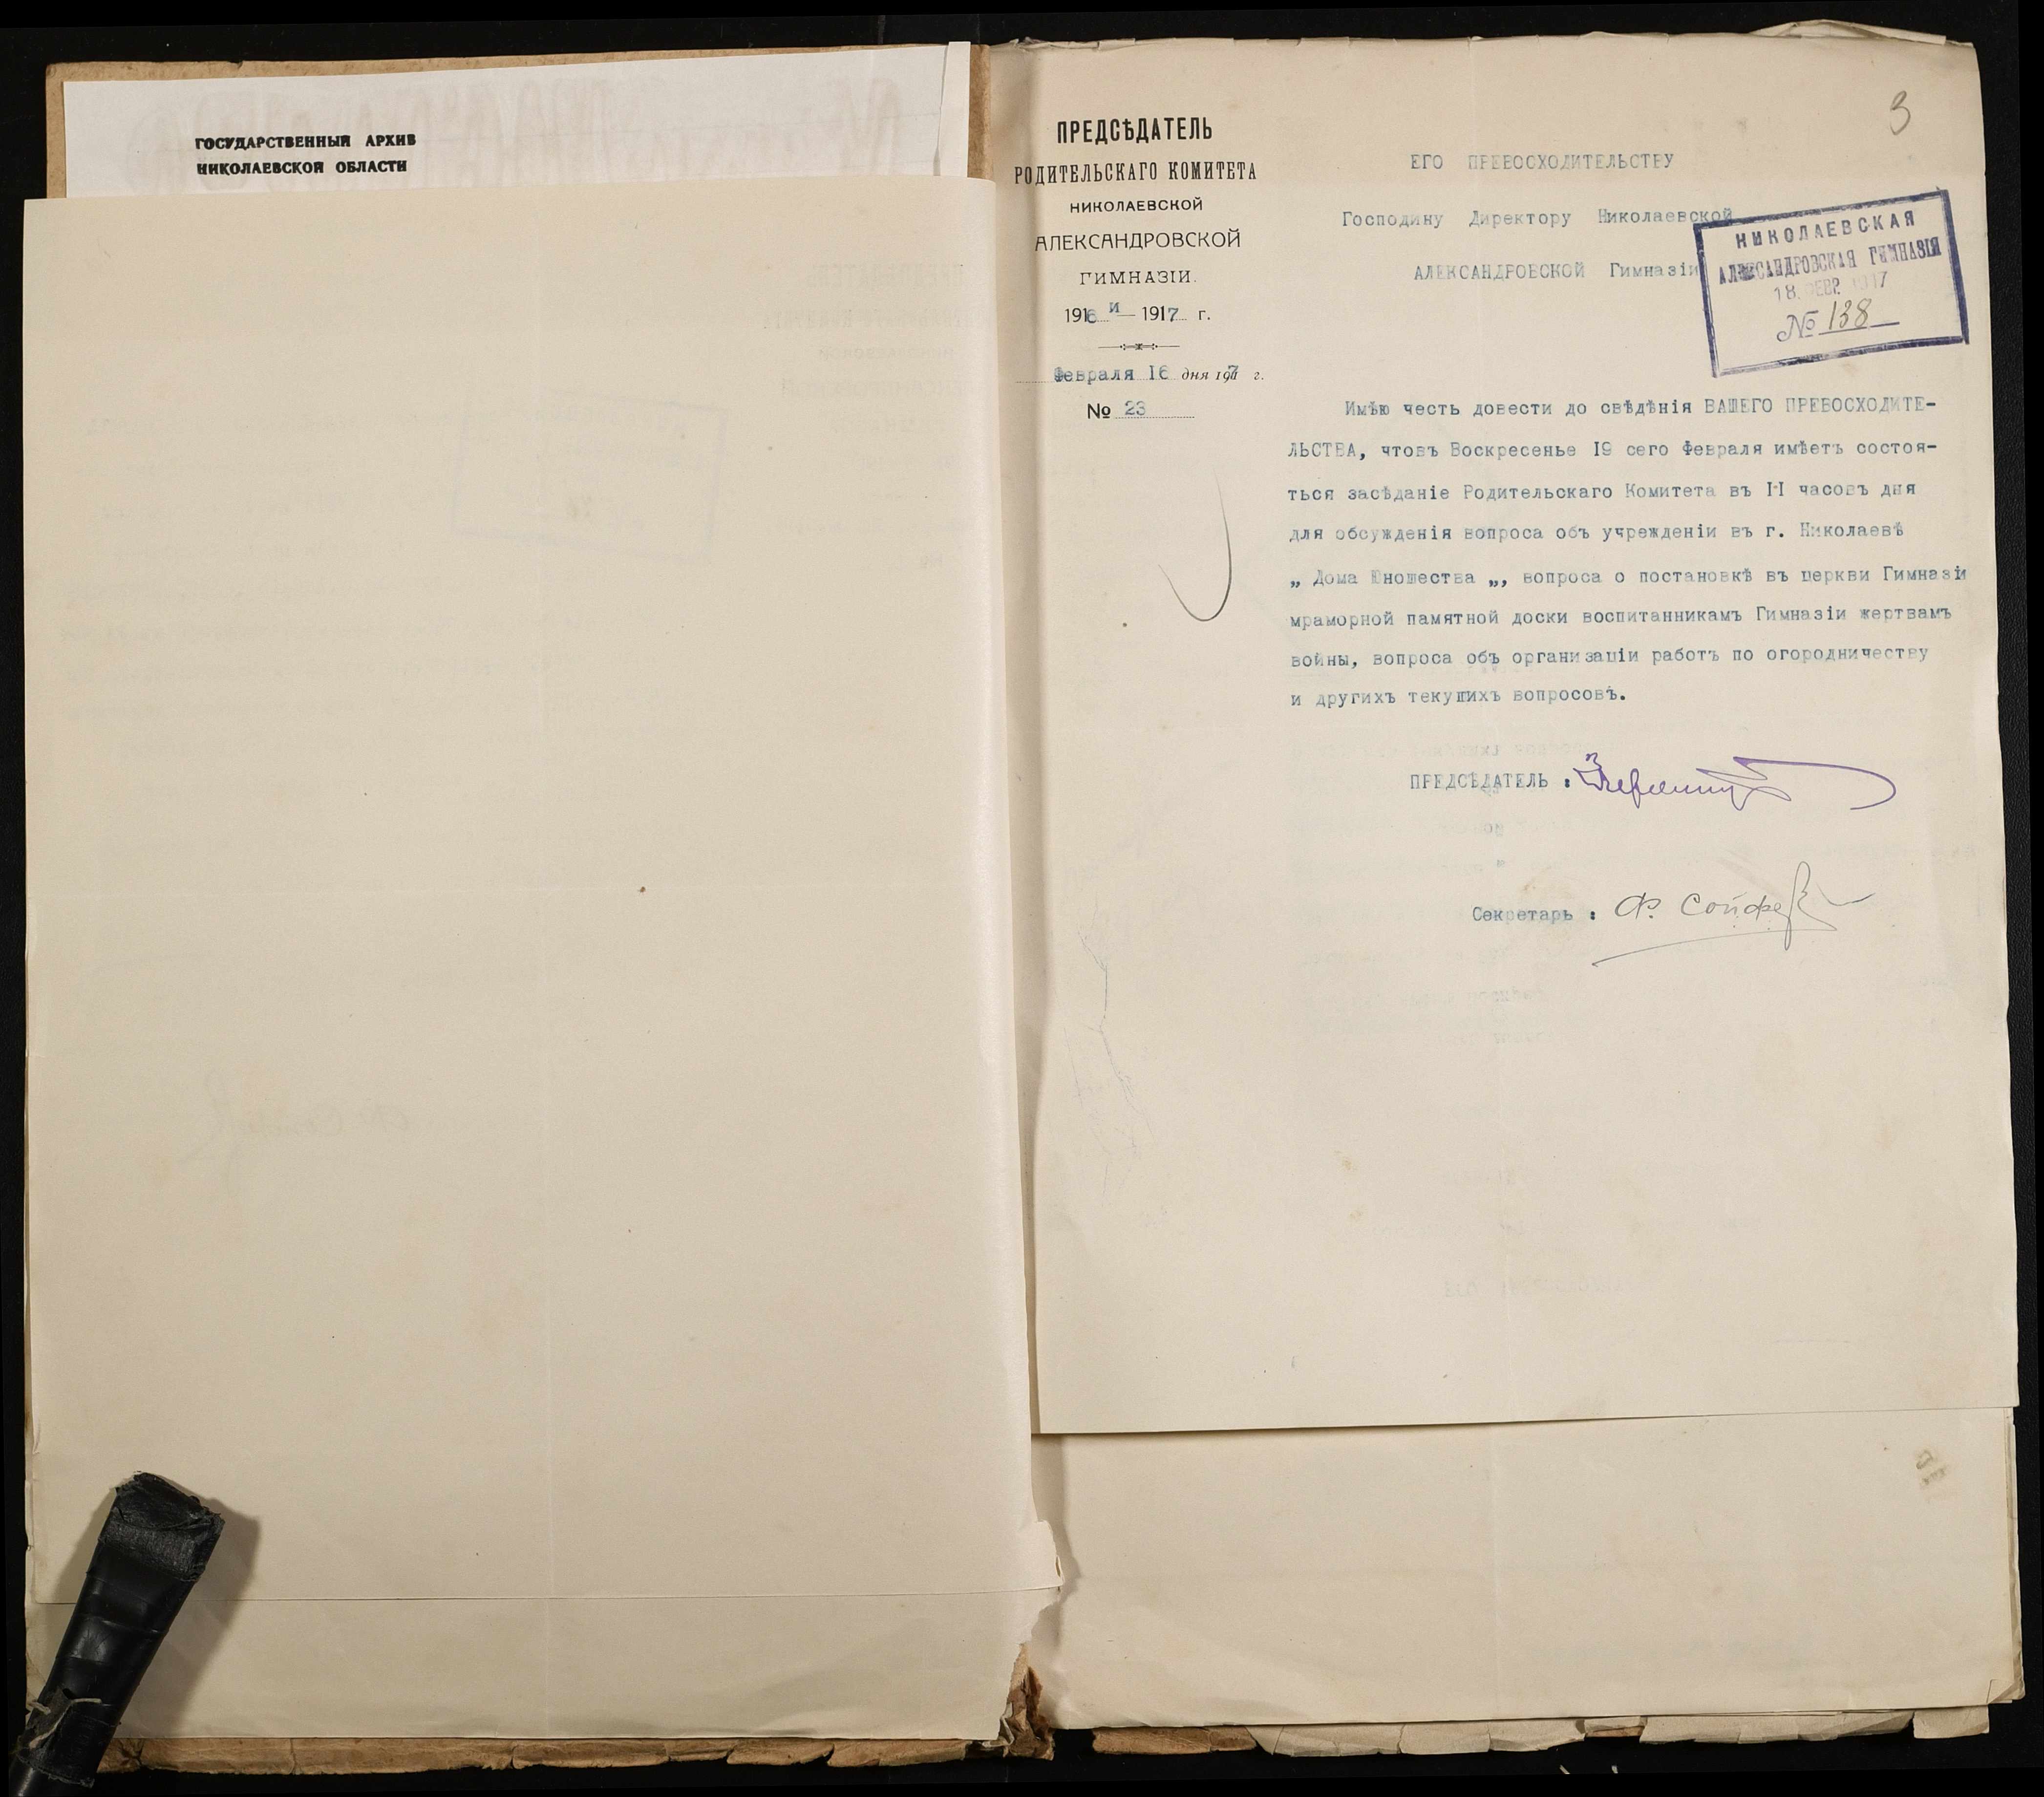 ГОСУДАРСТВЕННЫЙ АРХИВ
НИКОЛАЕВСКОЙ ОБЛАСТИ
3
ПРЕДСѢДАТЕЛЬ
РОДИТЕЛЬСКАГО КОМИТЕТА
НИКОЛАЕВСКОЙ
АЛЕКСАНДРОВСКОЙ
ГИМНАЗІИ.
1916 и — 1917 г.
Февраля 16 дня 1917 г.
№ 23
ЕГО ПРЕВОСХОДИТЕЛЬСТВУ
Господину Директору Николаевской
АЛЕКСАНДРОВСКОЙ Гимназіи
НИКОЛАЕВСКАЯ
АЛЕКСАНДРОВСКАЯ ГИМНАЗІЯ
18. ФЕВ. 1917
№ 138
Имѣю честь довести до свѣдѣнія ВАШЕГО ПРЕВОСХОДИТЕ-
ЛЬСТВА, чтовъ Воскресенье 19 сего Февраля имѣетъ состоя-
ться засѣданіе Родительскаго Комитета въ II часовъ дня
для обсужденія вопроса объ учрежденіи въ г. Николаевѣ
„ Дома Юношества „, вопроса о постановкѣ въ церкви Гимназіи
мраморной памятной доски воспитанникамъ Гимназіи жертвамъ
войны, вопроса объ организаціи работъ по огородничеству
и другихъ текущихъ вопросовъ.
ПРЕДСѢДАТЕЛЬ :
Секретарь : Ф. Сойфер